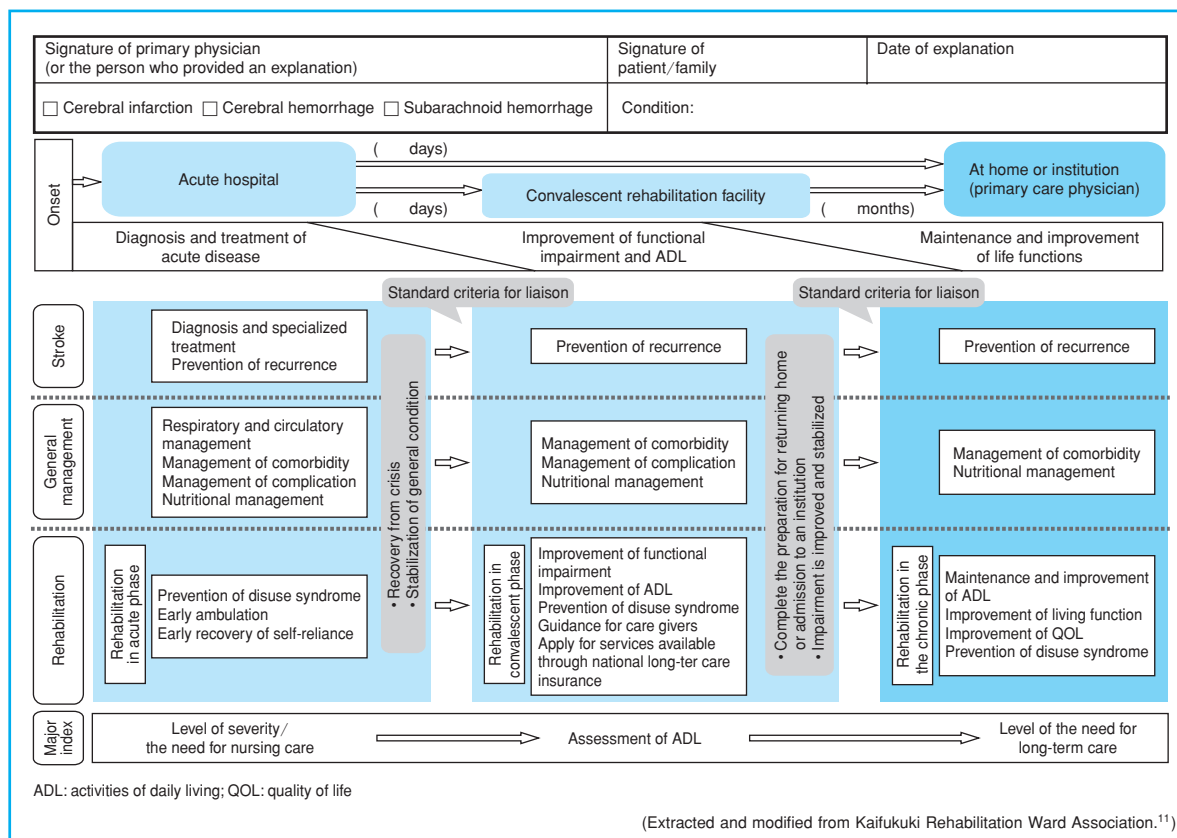 Signature of primary physician
(or the person who provided an explanation)
Signature of
patient/family
Date of explanation
□ Cerebral infarction □ Cerebral hemorrhage □ Subarachnoid hemorrhage
Condition:
Onset
Acute hospital
( days)
( days)
Convalescent rehabilitation facility
( months)
At home or institution
(primary care physician)
Diagnosis and treatment of
acute disease
Improvement of functional
impairment and ADL
Maintenance and improvement
of life functions
Standard criteria for liaison
Standard criteria for liaison
Stroke
Diagnosis and specialized
treatment
Prevention of recurrence
Prevention of recurrence
Prevention of recurrence
General
management
Respiratory and circulatory
management
Management of comorbidity
Management of complication
Nutritional management
Management of comorbidity
Management of complication
Nutritional management
Management of comorbidity
Nutritional management
• Recovery from crisis
• Stabilization of general condition
• Complete the preparation for returning home
or admission to an institution
• Impairment is improved and stabilized
Rehabilitation
Rehabilitation
in acute phase
Prevention of disuse syndrome
Early ambulation
Early recovery of self-reliance
Rehabilitation in
convalescent phase
Improvement of functional
impairment
Improvement of ADL
Prevention of disuse syndrome
Guidance for care givers
Apply for services available
through national long-ter care
insurance
Rehabilitation in
the chronic phase
Maintenance and improvement
of ADL
Improvement of living function
Improvement of QOL
Prevention of disuse syndrome
Major
index
Level of severity/
the need for nursing care
Assessment of ADL
Level of the need for
long-term care
ADL: activities of daily living; QOL: quality of life
(Extracted and modified from Kaifukuki Rehabilitation Ward Association.¹¹)